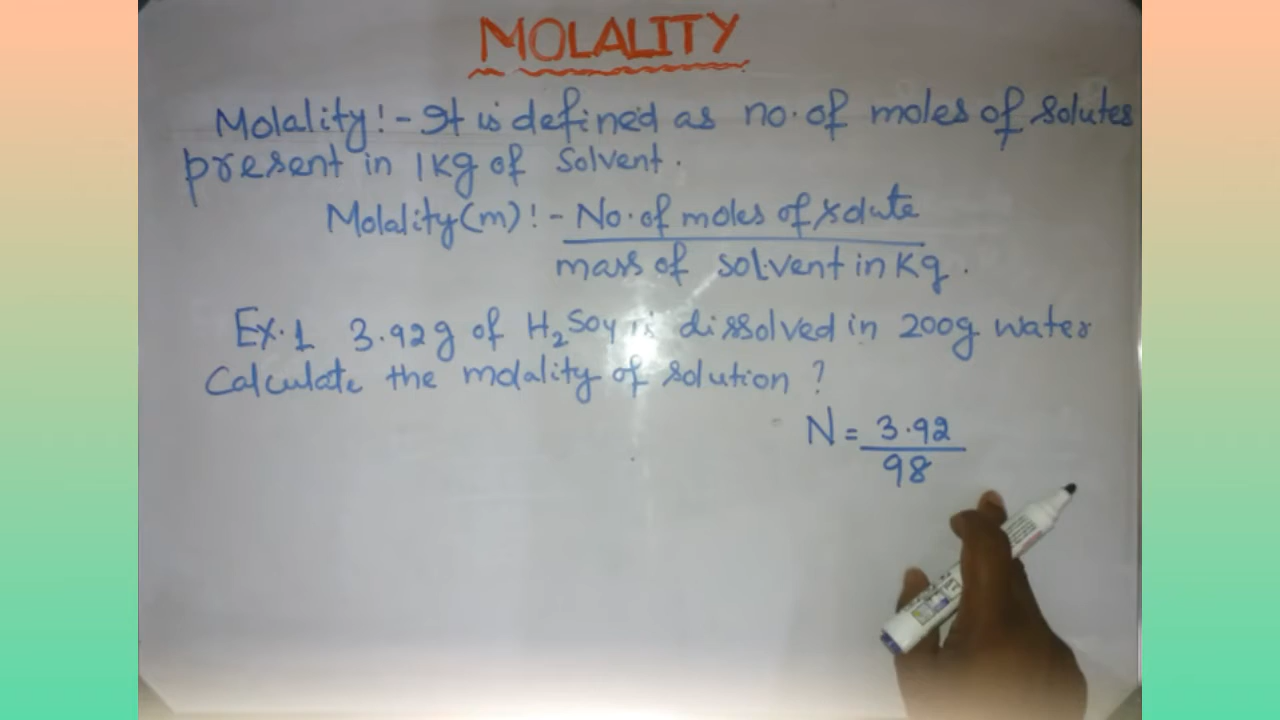 MOLALITY
Molality:- It is defined as no. of moles of solutes
present in 1 Kg of Solvent.
Molality(m):- No. of moles of solute
mass of solvent in Kg.
Ex.1 3.92g of H₂SO₄ is dissolved in 200g water
Calculate the molality of solution ?
N = 3.92
98